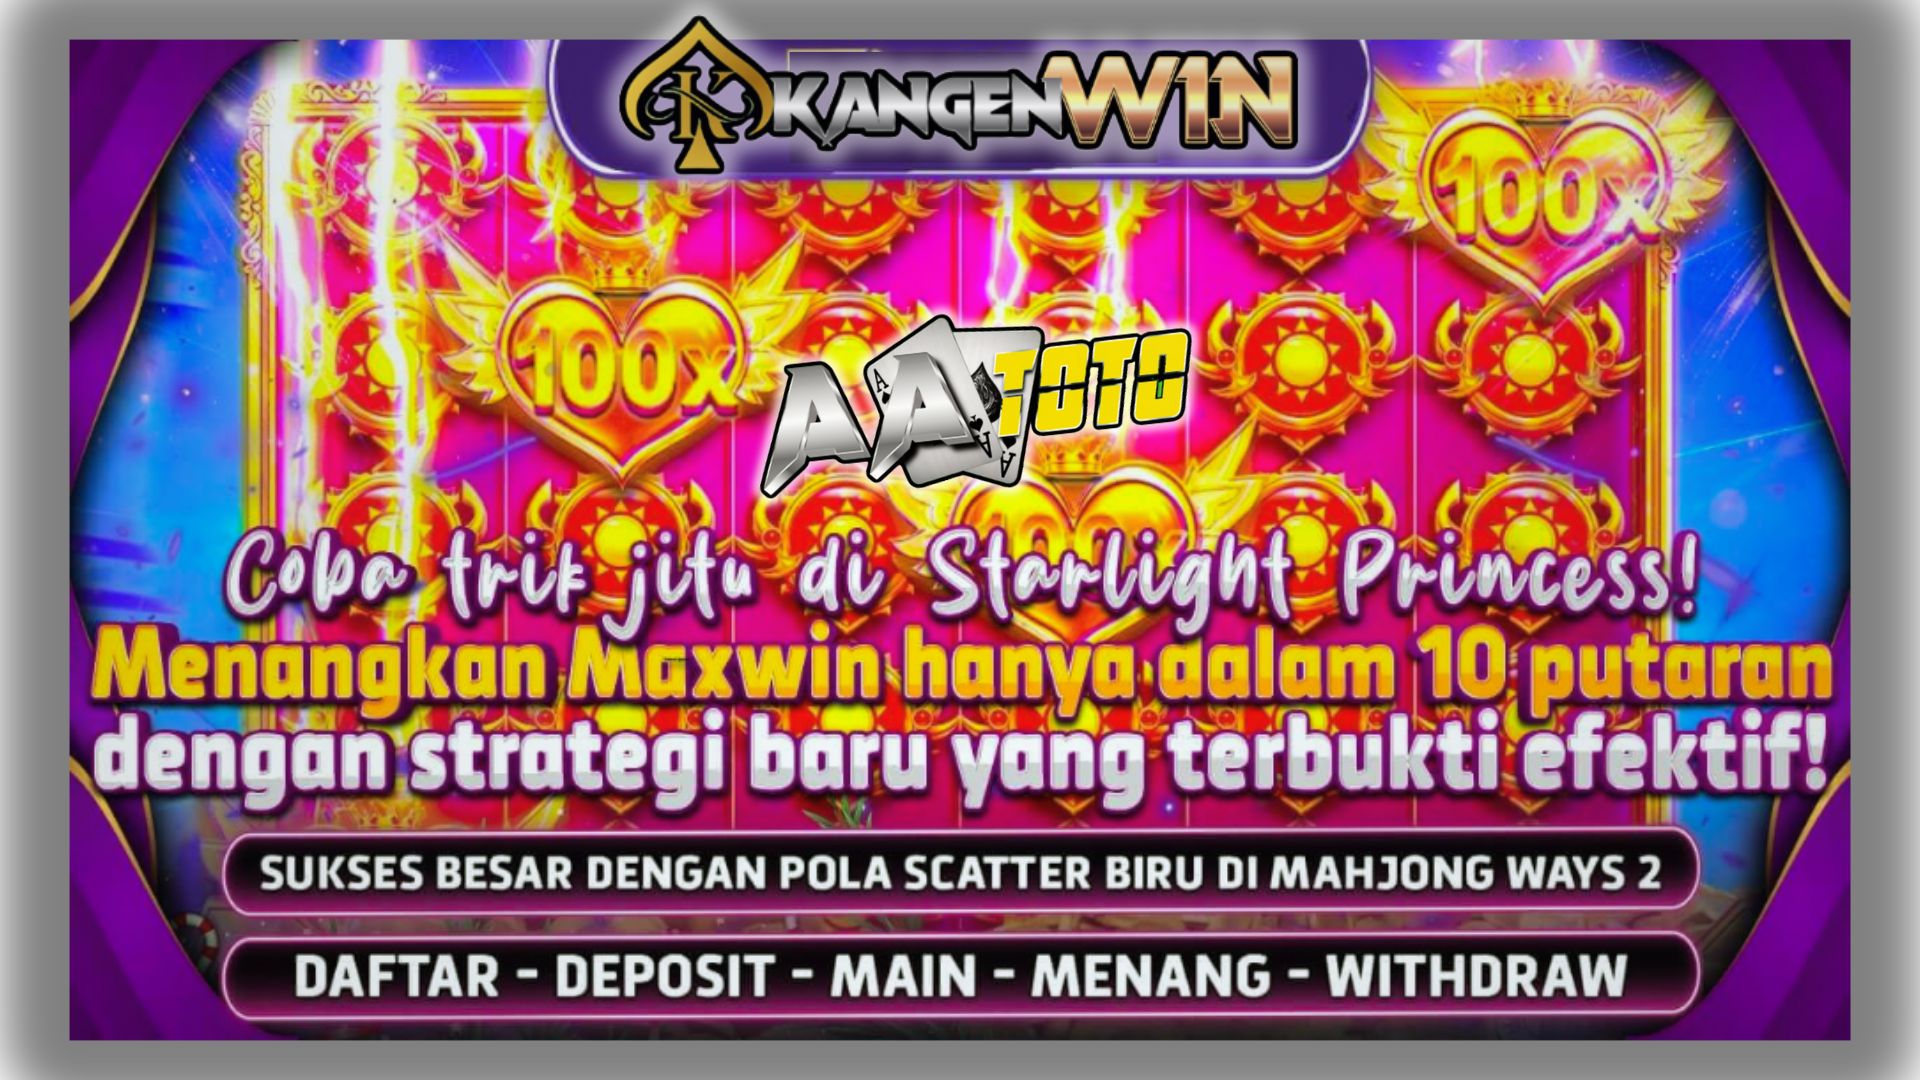 KANGENWIN
100x
100x
AATOTO
100x
Coba trik jitu di Starlight Princess!
Menangkan Maxwin hanya dalam 10 putaran
dengan strategi baru yang terbukti efektif!
SUKSES BESAR DENGAN POLA SCATTER BIRU DI MAHJONG WAYS 2
DAFTAR - DEPOSIT - MAIN - MENANG - WITHDRAW